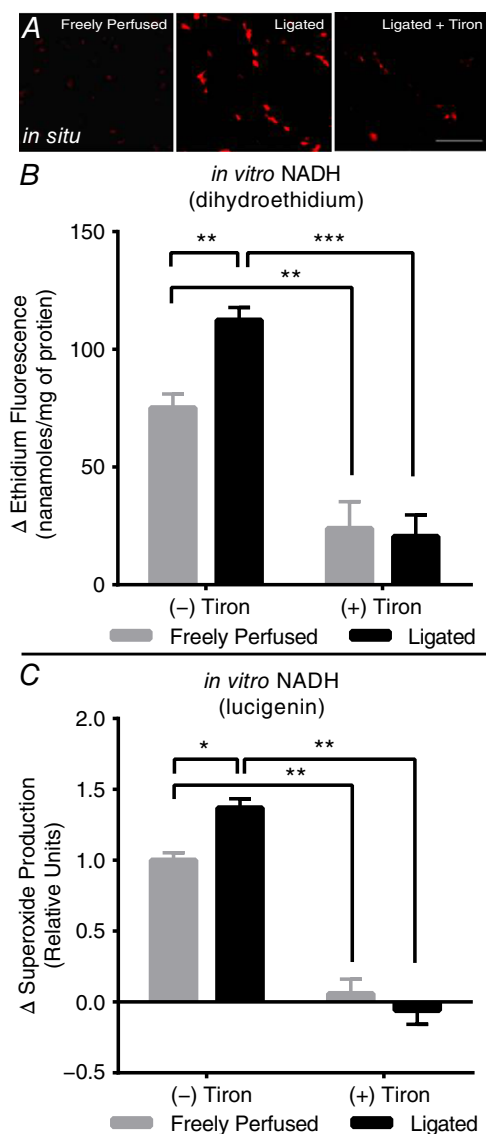 A
Freely Perfused
Ligated
Ligated + Tiron
in situ
B
in vitro NADH
(dihydroethidium)
Δ Ethidium Fluorescence
(nanamoles/mg of protien)
150
100
50
0
**
***
**
(−) Tiron
(+) Tiron
Freely Perfused
Ligated
C
in vitro NADH
(lucigenin)
Δ Superoxide Production
(Relative Units)
2.0
1.5
1.0
0.5
0.0
−0.5
*
**
**
(−) Tiron
(+) Tiron
Freely Perfused
Ligated